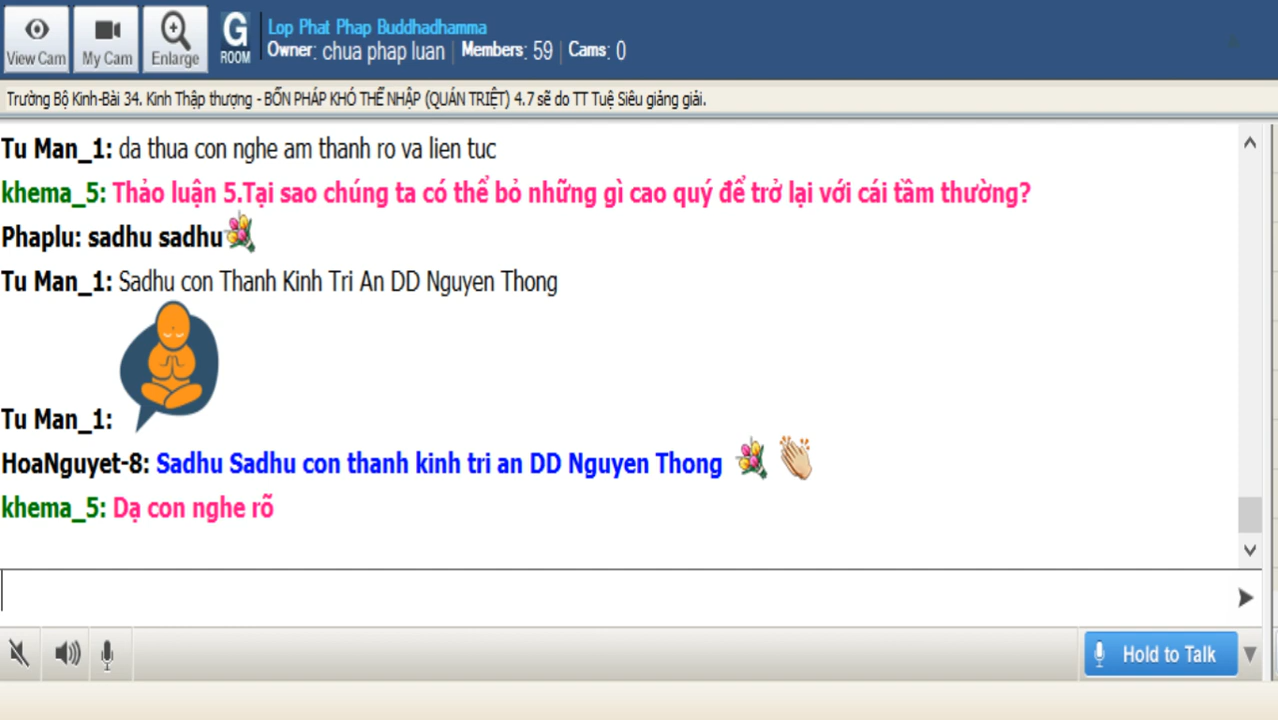 View Cam
My Cam
Enlarge
G
ROOM
Lop Phat Phap Buddhadhamma
Owner: chua phap luan | Members: 59 | Cams: 0
Trường Bộ Kinh-Bài 34. Kinh Thập thượng - BỐN PHÁP KHÓ THỂ NHẬP (QUÁN TRIỆT) 4.7 sẽ do TT Tuệ Siêu giảng giải.
Tu Man_1: da thua con nghe am thanh ro va lien tuc
khema_5: Thảo luận 5.Tại sao chúng ta có thể bỏ những gì cao quý để trở lại với cái tầm thường?
Phaplu: sadhu sadhu
Tu Man_1: Sadhu con Thanh Kinh Tri An DD Nguyen Thong
Tu Man_1:
HoaNguyet-8: Sadhu Sadhu con thanh kinh tri an DD Nguyen Thong
khema_5: Dạ con nghe rõ
Hold to Talk